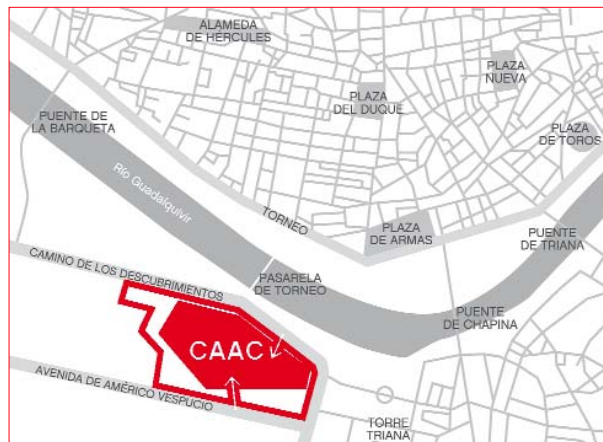 ALAMEDA
DE HÉRCULES
PLAZA
NUEVA
PLAZA
DEL DUQUE
PUENTE DE
LA BARQUETA
PLAZA
DE TOROS
Río Guadalquivir
TORNEO
PLAZA
DE ARMAS
PUENTE
DE TRIANA
CAMINO DE LOS DESCUBRIMIENTOS
PASARELA
DE TORNEO
PUENTE
DE CHAPINA
CAAC
AVENIDA DE AMÉRICO VESPUCIO
TORRE
TRIANA